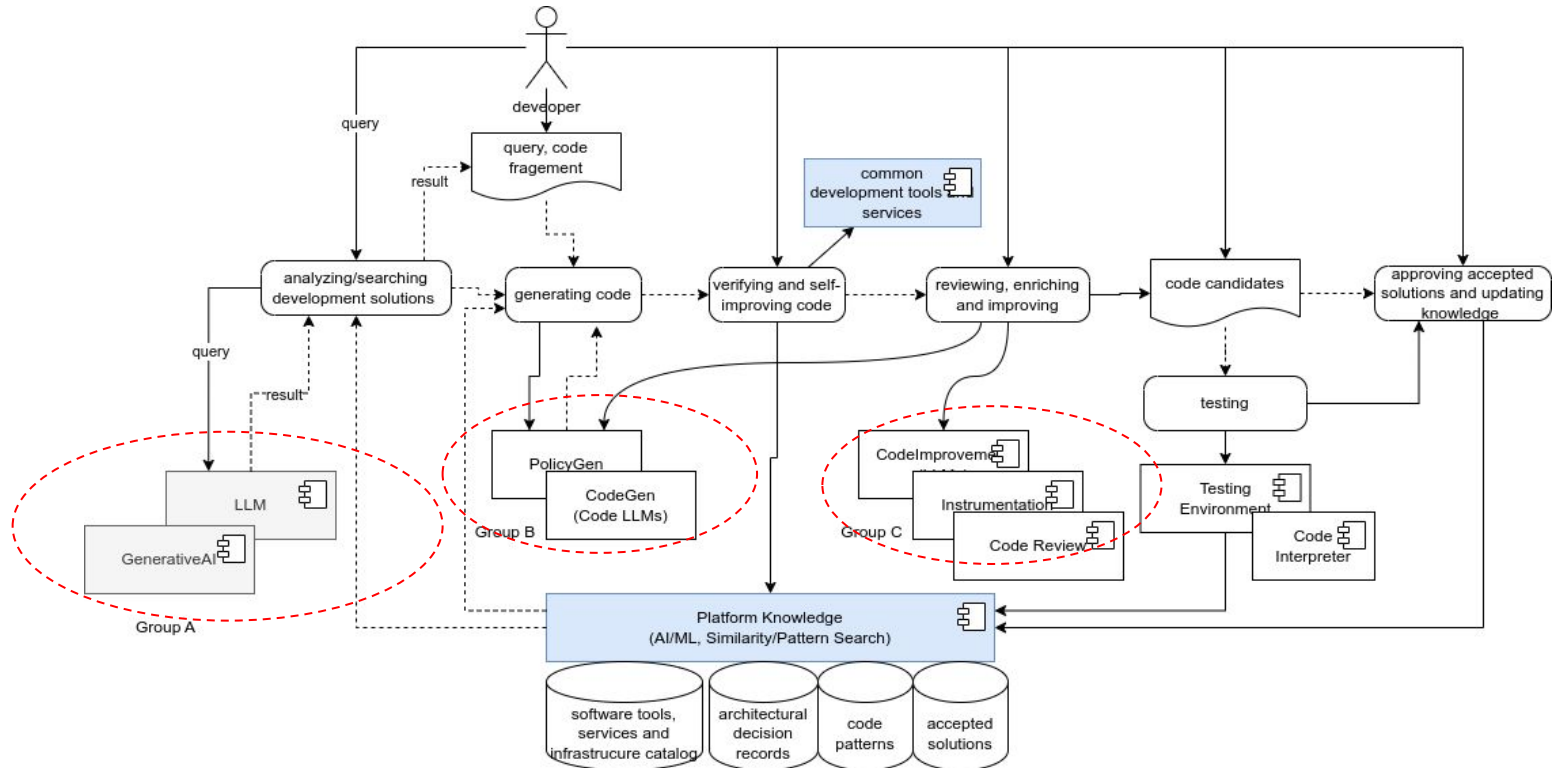 deveoper
query
query, code
fragement
result
common
development tools and
services
analyzing/searching
development solutions
generating code
verifying and self-
improving code
reviewing, enriching
and improving
code candidates
approving accepted
solutions and updating
knowledge
query
result
testing
LLM
GenerativeAI
Group A
PolicyGen
CodeGen
(Code LLMs)
Group B
CodeImproveme
Instrumentation
Code Review
Group C
Testing
Environment
Code
Interpreter
Platform Knowledge
(AI/ML, Similarity/Pattern Search)
software tools,
services and
infrastrucure catalog
architectural
decision
records
code
patterns
accepted
solutions